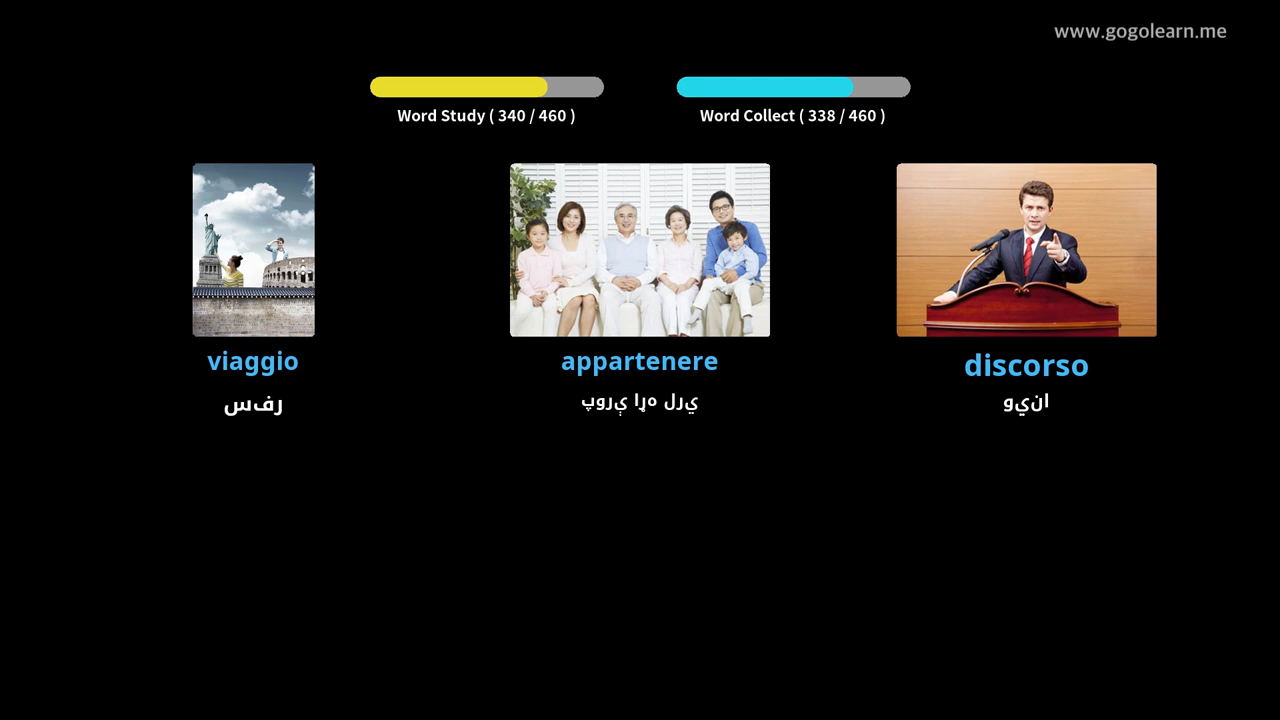 www.gogolearn.me
Word Study ( 340 / 460 )
Word Collect ( 338 / 460 )
viaggio
appartenere
discorso
سفر
پورې اړه لري
وينا